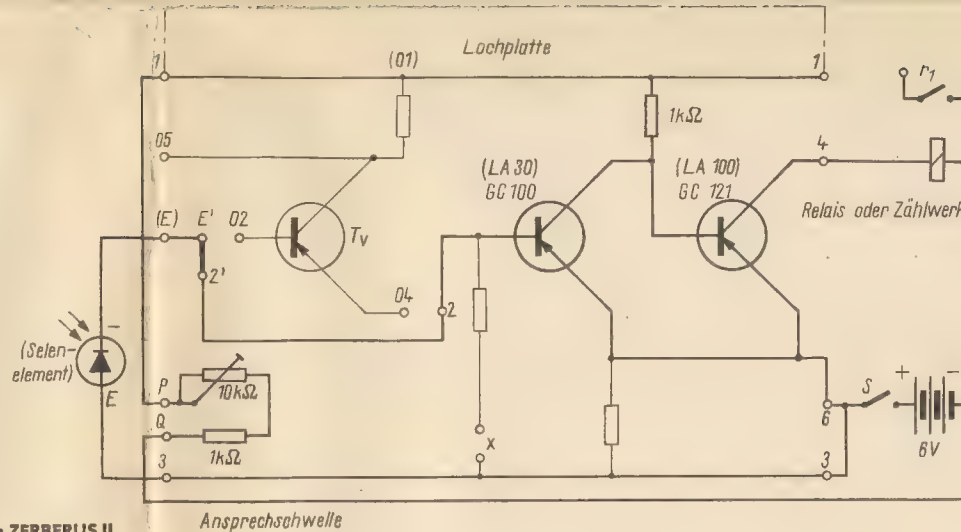 Lochplatte
1
(01)
1
r1
1kΩ
05
(LA 30)
GC 100
(LA 100)
GC 121
4
(E)
E'
02
Tv
Relais oder Zählwerk
2'
04
2
-
(Selen-
element)
E
P
10kΩ
Q
1kΩ
3
x
6
S
+
-
6V
3
Ansprechschwelle
ZERBERUS II